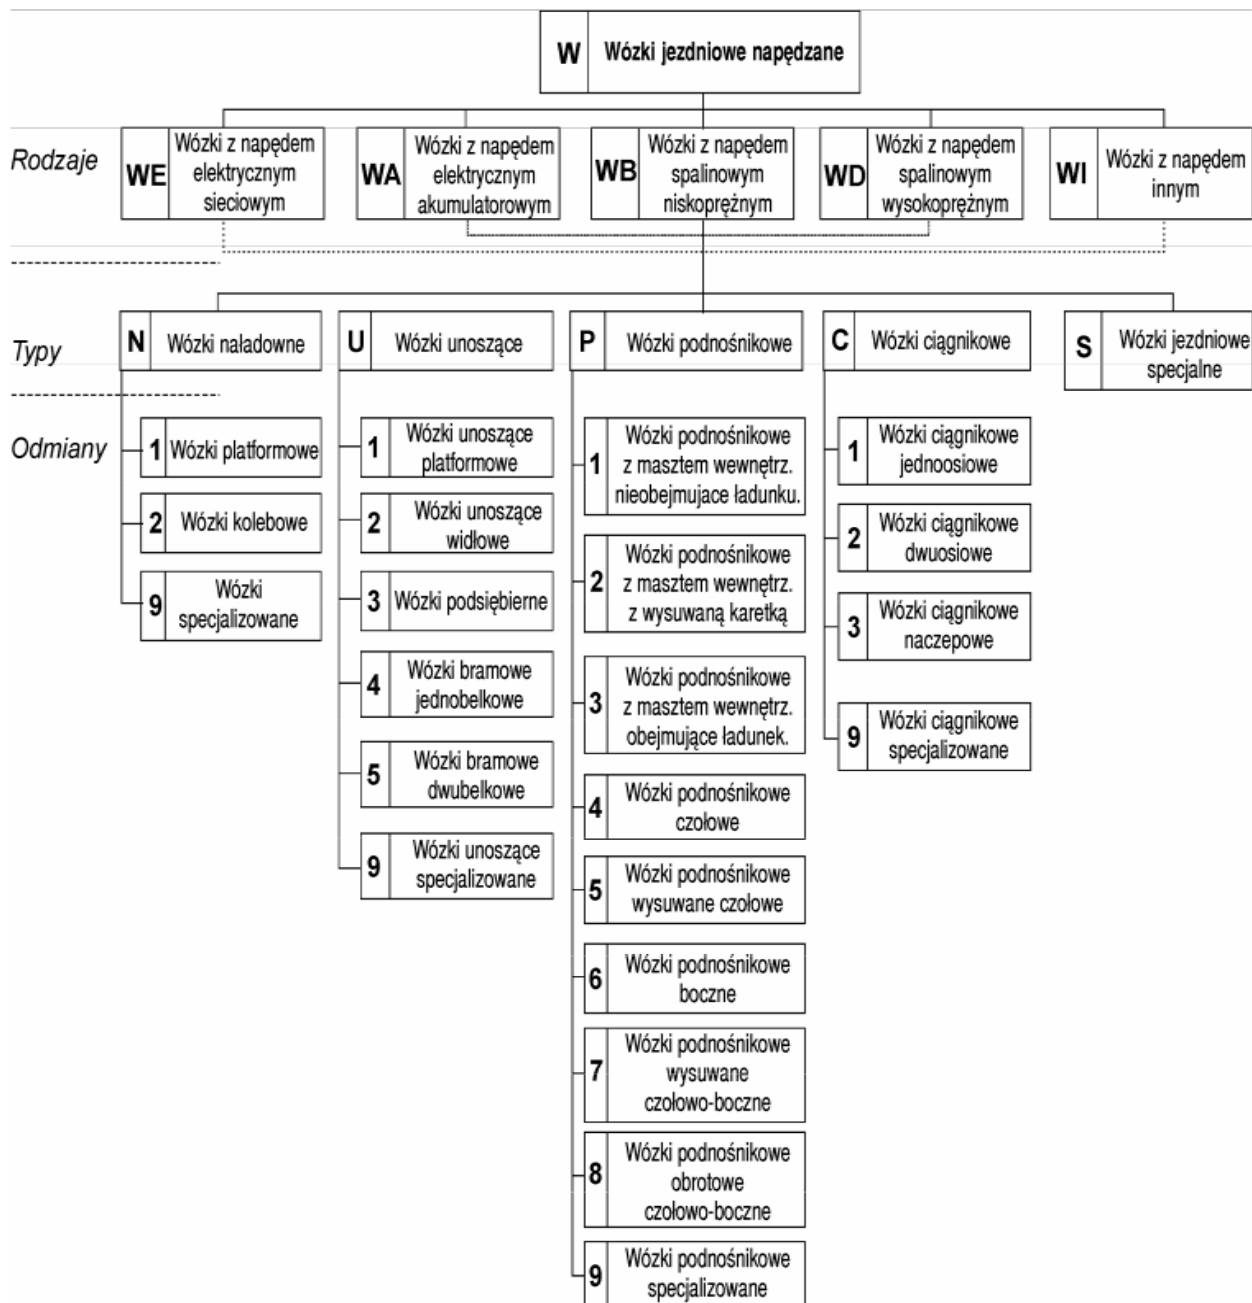 W
Wózki jezdniowe napędzane
Rodzaje
WE
Wózki z napędem
elektrycznym
sieciowym
WA
Wózki z napędem
elektrycznym
akumulatorowym
WB
Wózki z napędem
spalinowym
niskoprężnym
WD
Wózki z napędem
spalinowym
wysokoprężnym
WI
Wózki z napędem
innym
Typy
N
Wózki naładowne
U
Wózki unoszące
P
Wózki podnośnikowe
C
Wózki ciągnikowe
S
Wózki jezdniowe
specjalne
Odmiany
1
Wózki platformowe
2
Wózki kolebowe
9
Wózki
specjalizowane
1
Wózki unoszące
platformowe
2
Wózki unoszące
widłowe
3
Wózki podsiębierne
4
Wózki bramowe
jednobelkowe
5
Wózki bramowe
dwubelkowe
9
Wózki unoszące
specjalizowane
1
Wózki podnośnikowe
z masztem wewnętrz.
nieobejmujace ładunku.
2
Wózki podnośnikowe
z masztem wewnętrz.
z wysuwaną karetką
3
Wózki podnośnikowe
z masztem wewnętrz.
obejmujące ładunek.
4
Wózki podnośnikowe
czołowe
5
Wózki podnośnikowe
wysuwane czołowe
6
Wózki podnośnikowe
boczne
7
Wózki podnośnikowe
wysuwane
czołowo-boczne
8
Wózki podnośnikowe
obrotowe
czołowo-boczne
9
Wózki podnośnikowe
specjalizowane
1
Wózki ciągnikowe
jednoosiowe
2
Wózki ciągnikowe
dwuosiowe
3
Wózki ciągnikowe
naczepowe
9
Wózki ciągnikowe
specjalizowane